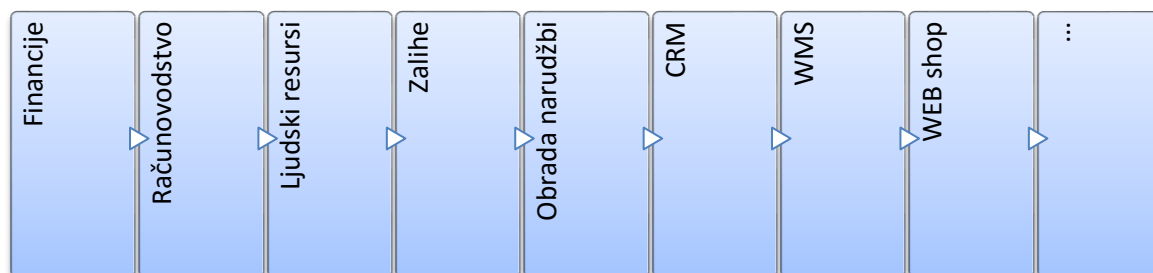 Financije
Računovodstvo
Ljudski resursi
Zalihe
Obrada narudžbi
CRM
WMS
WEB shop
...